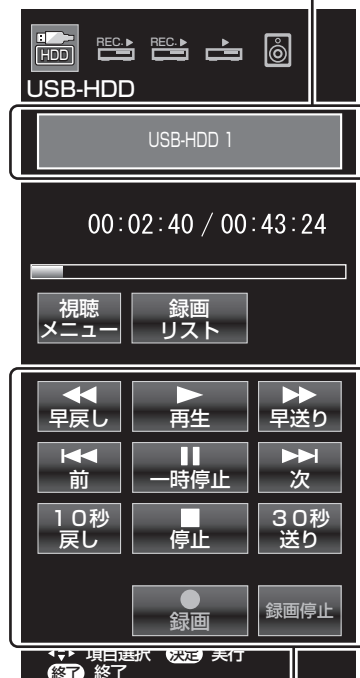 HDD REC. REC.
USB-HDD
USB-HDD 1
00:02:40 / 00:43:24
視聴 録画
メニュー リスト
早戻し 再生 早送り
前 一時停止 次
10秒 30秒
戻し 停止 送り
録画 録画停止
項目選択 決定 実行
終了 終了